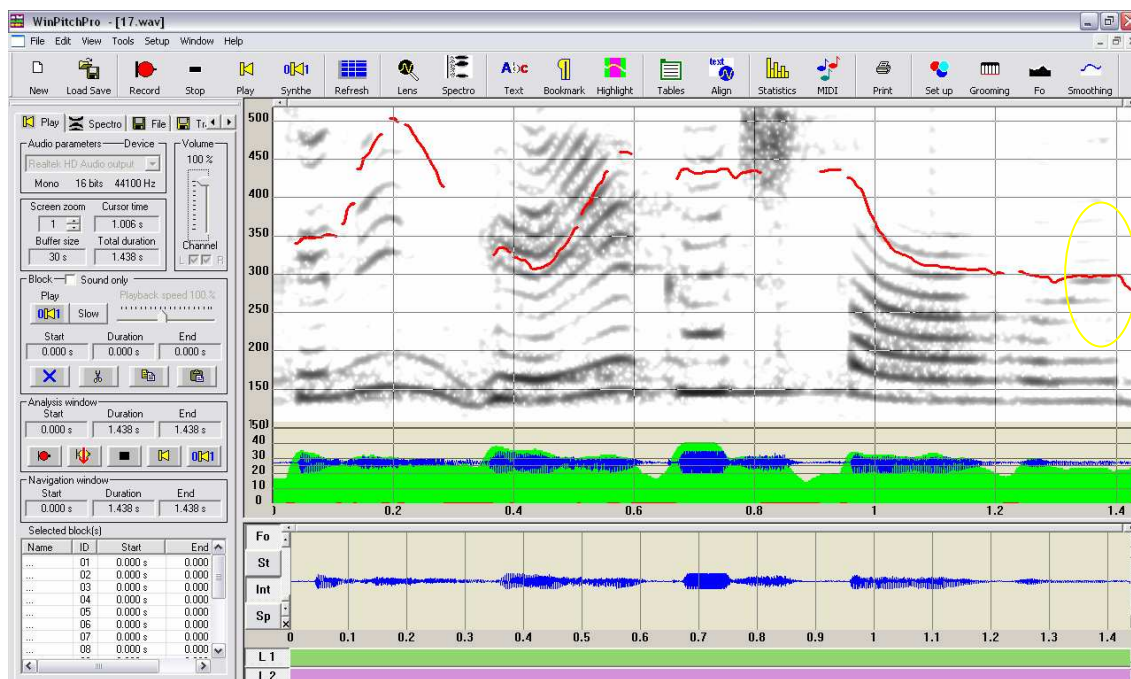 WinPitchPro - [17.wav]
File Edit View Tools Setup Window Help
New Load Save Record Stop Play Synthe Refresh Lens Spectro Text Bookmark Highlight Tables Align Statistics MIDI Print Set up Grooming Fo Smoothing
Play Spectro File
Audio parameters Device Volume
Realtek HD Audio output 100 %
Mono 16 bits 44100 Hz
Screen zoom Cursor time
1 1.006 s
Buffer size Total duration Channel
30 s 1.438 s L R
Block Sound only
Play Playback speed 100 %
Slow
Start Duration End
0.000 s 0.000 s 0.000 s
Analysis window
Start Duration End
0.000 s 1.438 s 1.438 s
Navigation window
Start Duration End
0.000 s 1.438 s 1.438 s
Selected block(s)
Name ID Start End
... 01 0.000 s 0.000
... 02 0.000 s 0.000
... 03 0.000 s 0.000
... 04 0.000 s 0.000
... 05 0.000 s 0.000
... 06 0.000 s 0.000
... 07 0.000 s 0.000
... 08 0.000 s 0.000
500
450
400
350
300
250
200
150
40
30
20
10
0
0.2 0.4 0.6 0.8 1 1.2 1.4
Fo
St
Int
Sp
0 0.1 0.2 0.3 0.4 0.5 0.6 0.7 0.8 0.9 1 1.1 1.2 1.3 1.4
L 1
L 2